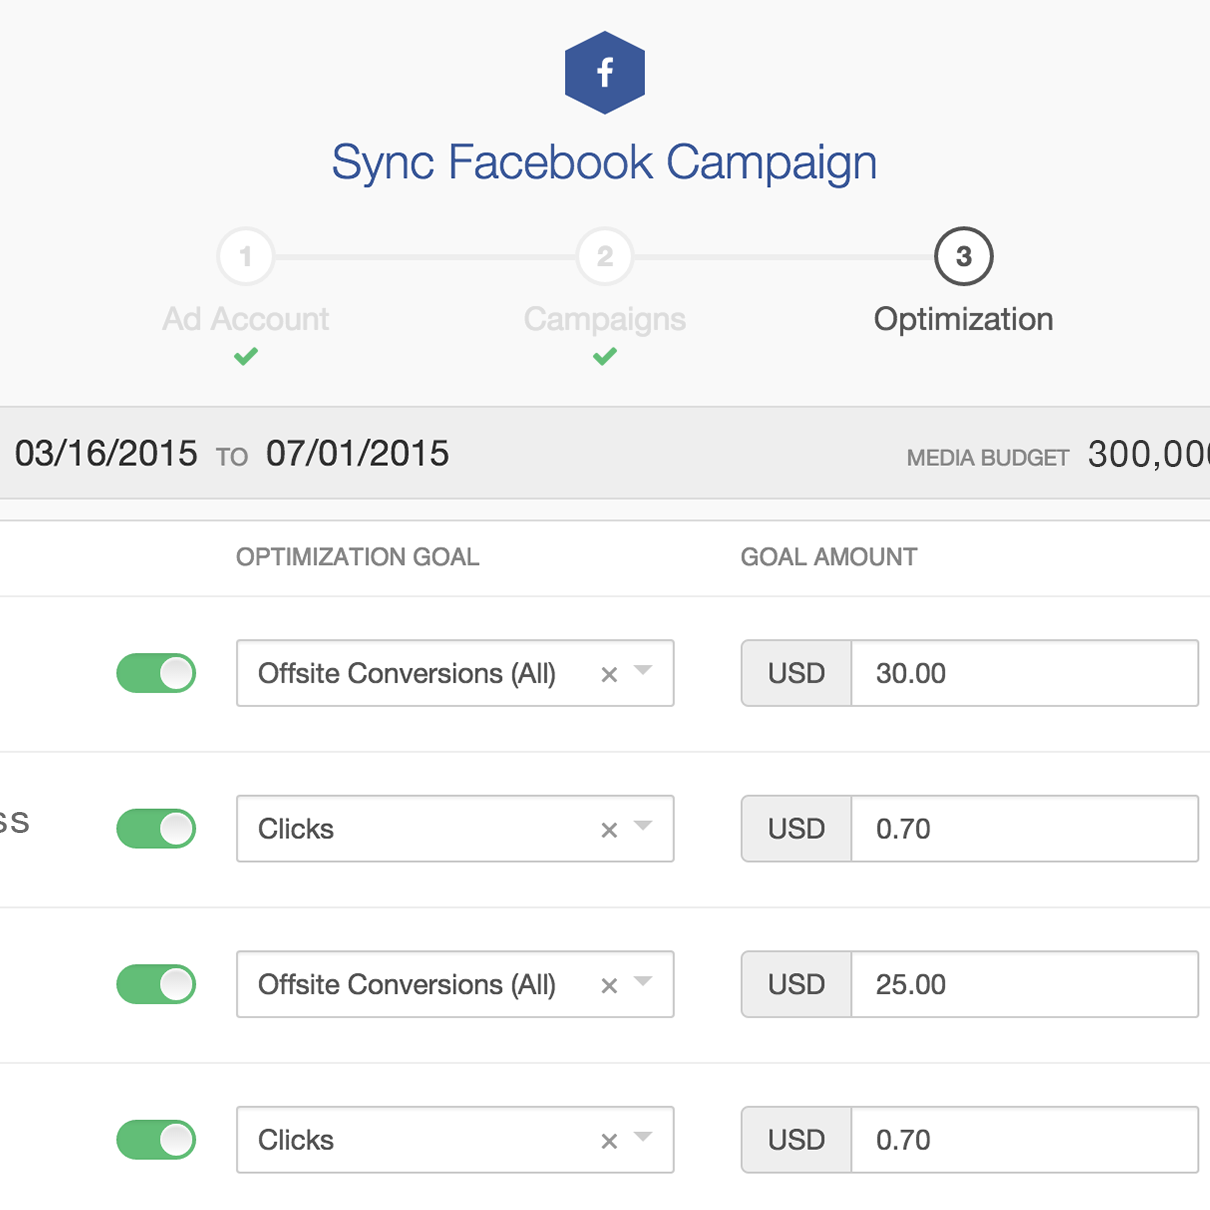 f
Sync Facebook Campaign
1 2 3
Ad Account Campaigns Optimization
03/16/2015 TO 07/01/2015 MEDIA BUDGET 300,00
OPTIMIZATION GOAL GOAL AMOUNT
Offsite Conversions (All) × USD 30.00
ss Clicks × USD 0.70
Offsite Conversions (All) × USD 25.00
Clicks × USD 0.70